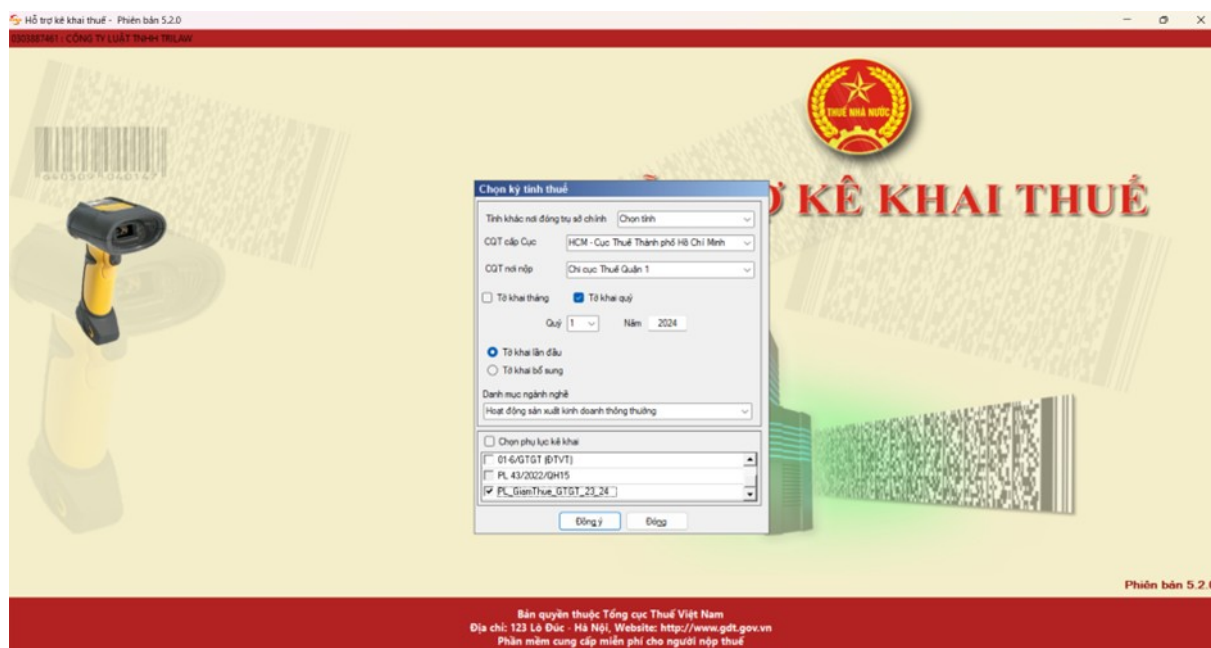 Hỗ trợ kê khai thuế - Phiên bản 5.2.0
0303887461 : CÔNG TY LUẬT TNHH TRILAW
THUẾ NHÀ NƯỚC
Ợ KÊ KHAI THUẾ
Chọn kỳ tính thuế
Tỉnh khác nơi đóng trụ sở chính Chọn tỉnh
CQT cấp Cục HCM - Cục Thuế Thành phố Hồ Chí Minh
CQT nơi nộp Chi cục Thuế Quận 1
Tờ khai tháng Tờ khai quý
Quý 1 Năm 2024
Tờ khai lần đầu
Tờ khai bổ sung
Danh mục ngành nghề
Hoạt động sản xuất kinh doanh thông thường
Chọn phụ lục kê khai
01-6/GTGT (ĐTVT)
PL 43/2022/QH15
PL_GiamThue_GTGT_23_24
Đồng ý Đóng
Phiên bản 5.2.0
Bản quyền thuộc Tổng cục Thuế Việt Nam
Địa chỉ: 123 Lò Đúc - Hà Nội, Website: http://www.gdt.gov.vn
Phần mềm cung cấp miễn phí cho người nộp thuế